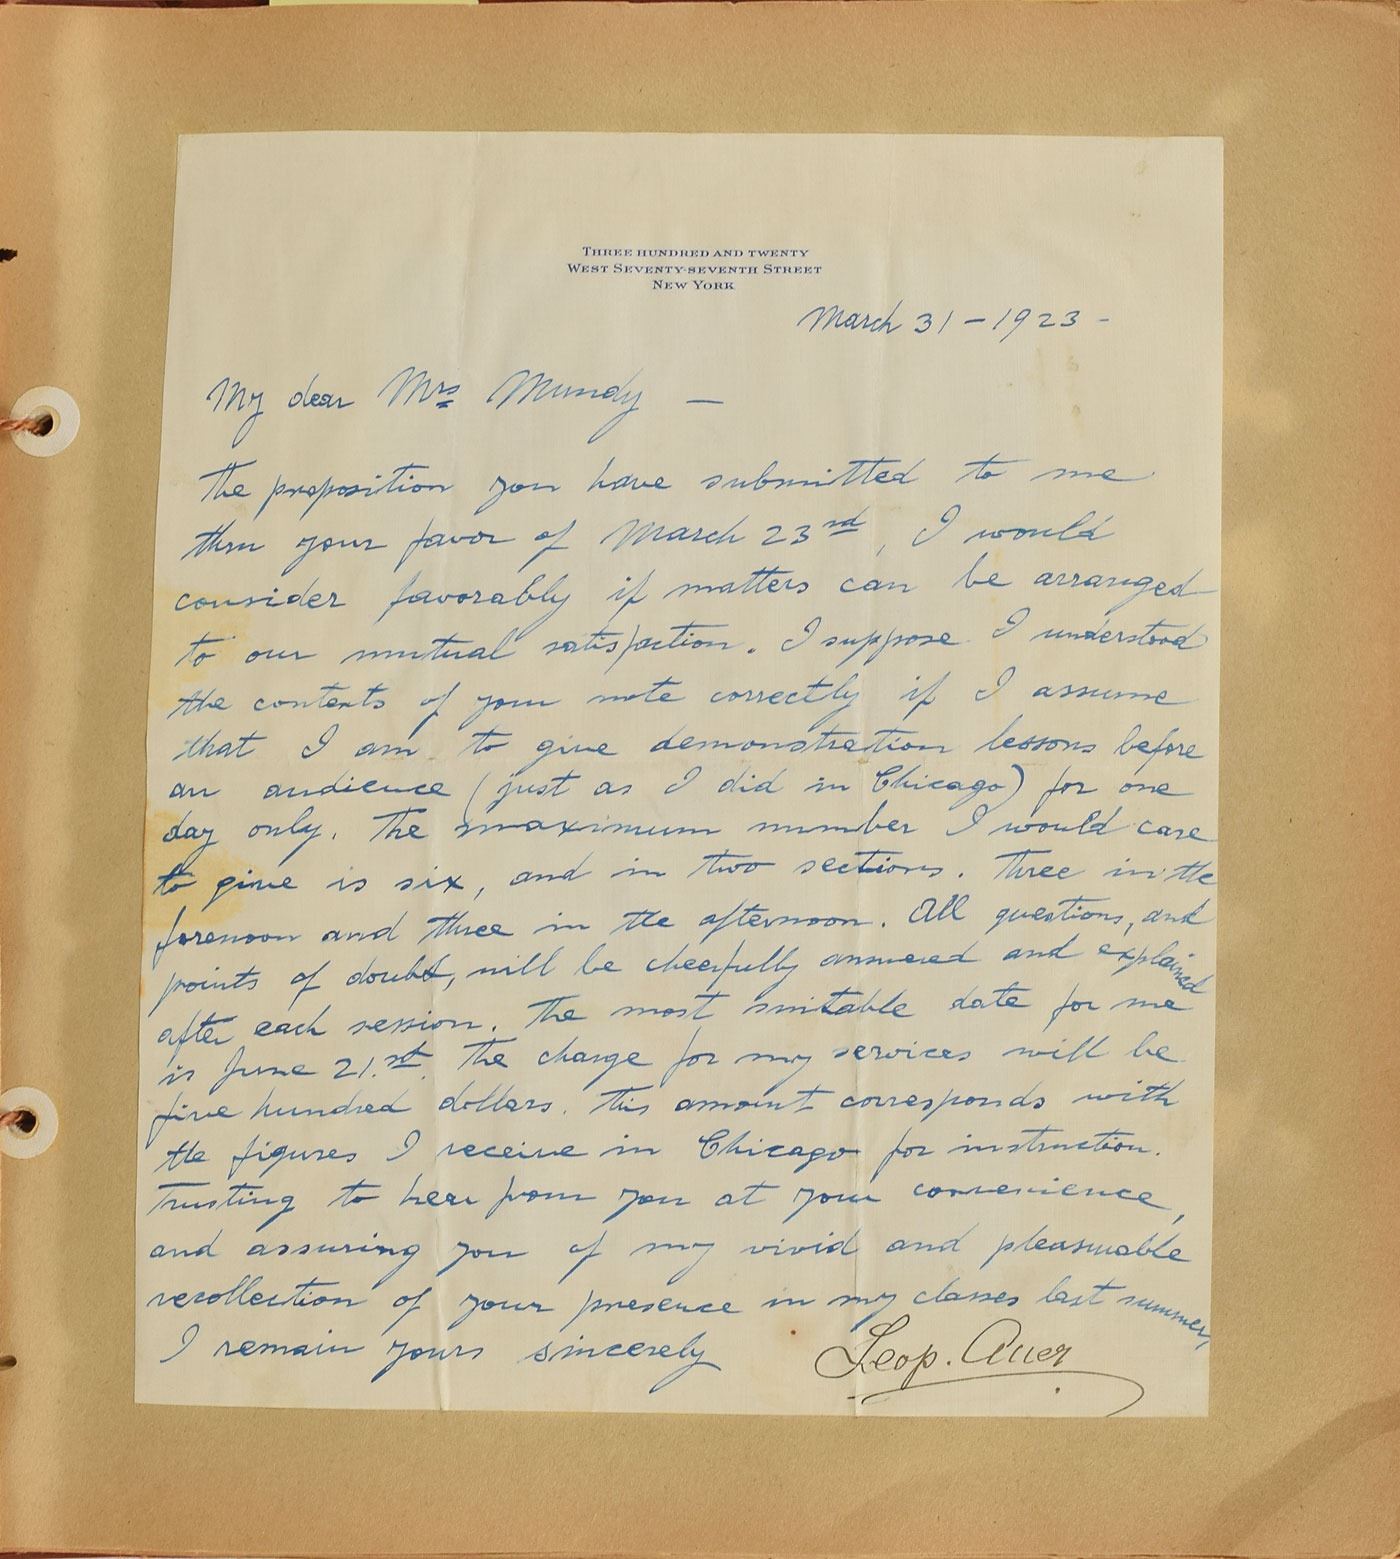 THREE HUNDRED AND TWENTY
WEST SEVENTY-SEVENTH STREET
NEW YORK
March 31 - 1923 -
My dear Mrs Mundy —
The proposition you have submitted to me
thru your favor of March 23rd, I would
consider favorably if matters can be arranged
to our mutual satisfaction. I suppose I understood
the contents of your note correctly if I assume
that I am to give demonstration lessons before
an audience (just as I did in Chicago) for one
day only. The maximum number I would care
to give is six, and in two sections. Three in the
forenoon and three in the afternoon. All questions, and
points of doubt, will be cheerfully answered and explained
after each session. The most suitable date for me
is June 21.st. The charge for my services will be
five hundred dollars. This amount corresponds with
the figures I receive in Chicago for instruction.
Trusting to hear from you at your convenience,
and assuring you of my vivid and pleasurable
recollection of your presence in my classes last summer,
I remain yours sincerely
Leop. Auer